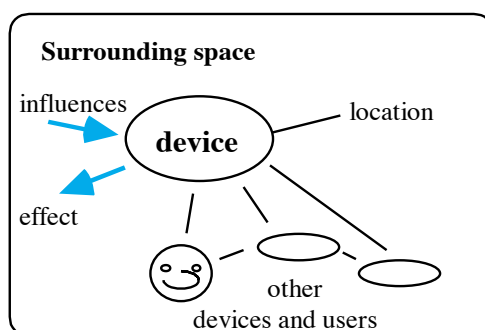 Surrounding space
influences
location
device
effect
other
devices and users